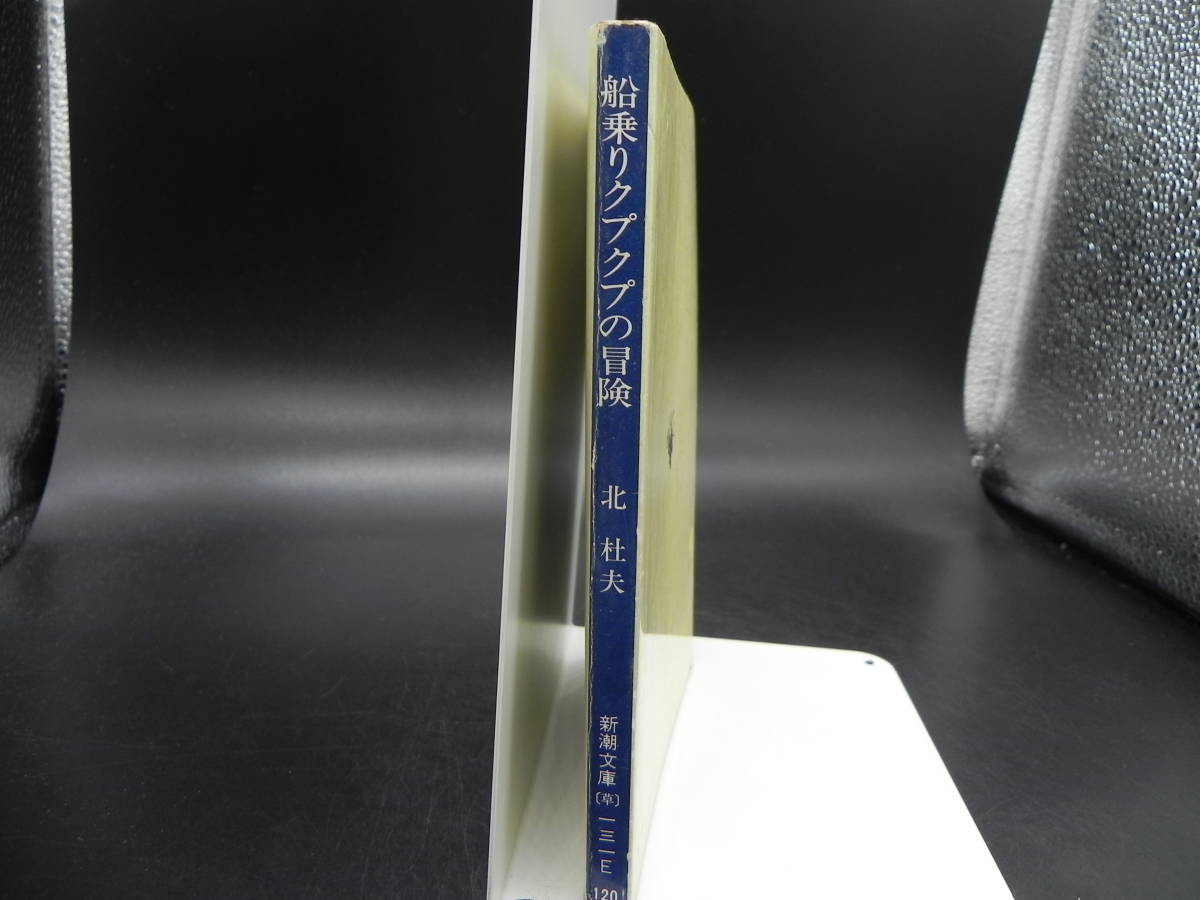 船乗りクプクプの冒険
北 杜夫
新潮文庫
〔草〕
一三一E
120